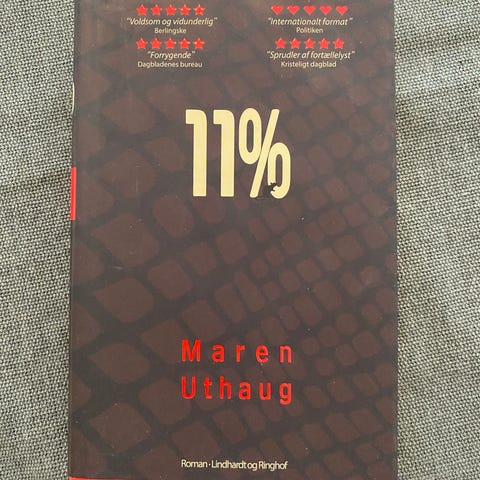 "Voldsom og vidunderlig"
Berlingske
"Internationalt format"
Politiken
"Forrygende"
Dagbladenes bureau
"Sprudler af fortællelyst"
Kristeligt dagblad
11%
Maren
Uthaug
Roman · Lindhardt og Ringhof